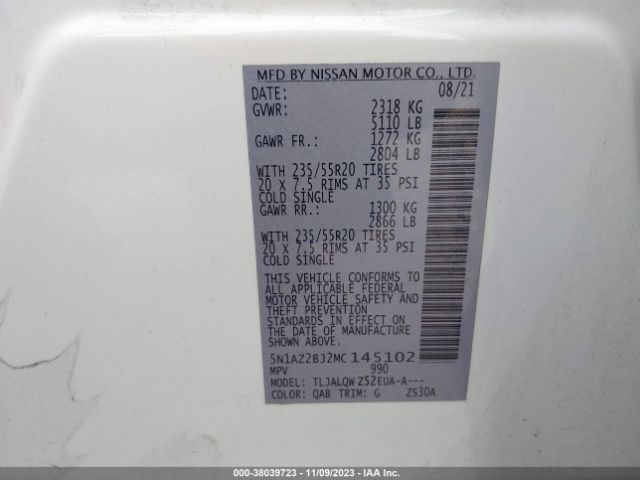 MFD BY NISSAN MOTOR CO., LTD.
DATE: 08/21
GVWR: 2318 KG
5110 LB
GAWR FR.: 1272 KG
2804 LB
WITH 235/55R20 TIRES
20 X 7.5 RIMS AT 35 PSI
COLD SINGLE
GAWR RR.: 1300 KG
2866 LB
WITH 235/55R20 TIRES
20 X 7.5 RIMS AT 35 PSI
COLD SINGLE
THIS VEHICLE CONFORMS TO
ALL APPLICABLE FEDERAL
MOTOR VEHICLE SAFETY AND
THEFT PREVENTION
STANDARDS IN EFFECT ON
THE DATE OF MANUFACTURE
SHOWN ABOVE.
5N1AZ2BJ2MC145102
MPV 990
MODEL: TLJALQWZ52EUA-A---
COLOR: QAB TRIM: G ZS30A
000-38039723 - 11/09/2023 - IAA Inc.